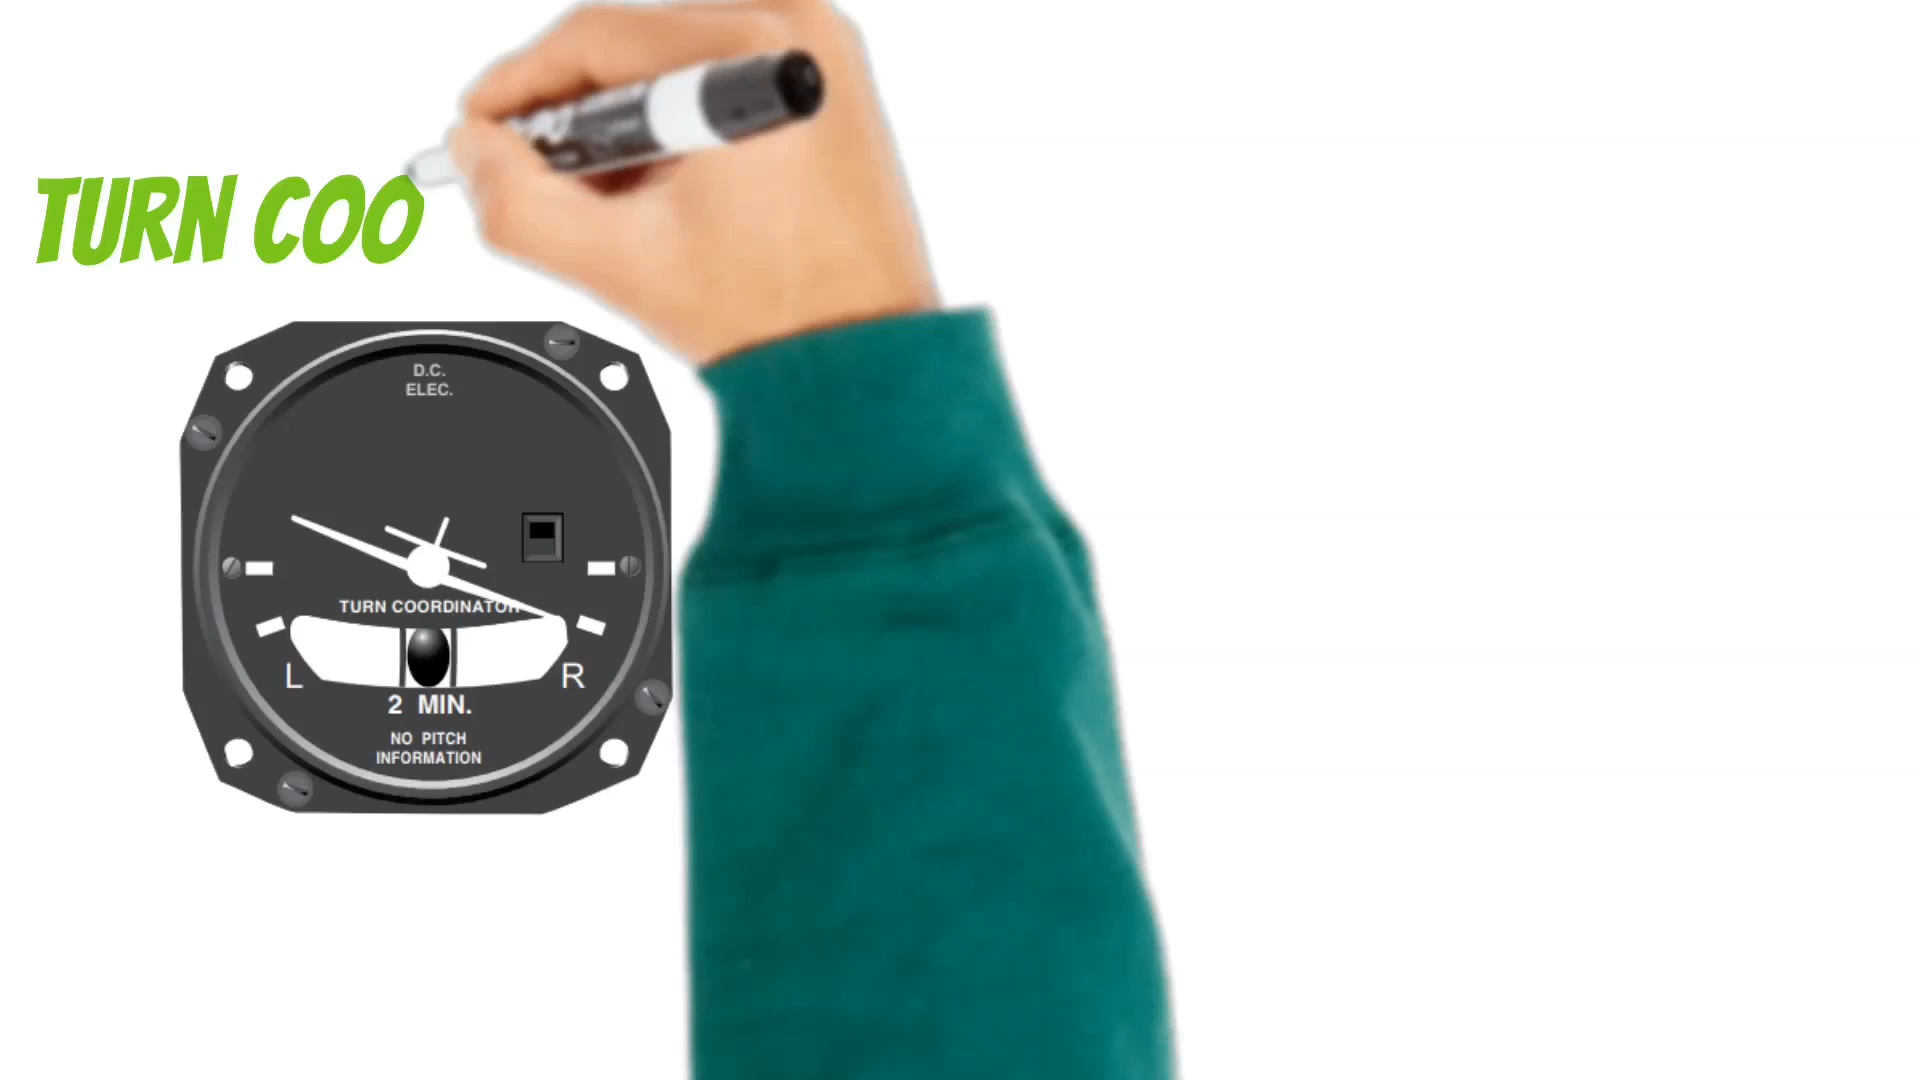 TURN COO
D.C.
ELEC.
TURN COORDINATOR
L R
2 MIN.
NO PITCH
INFORMATION